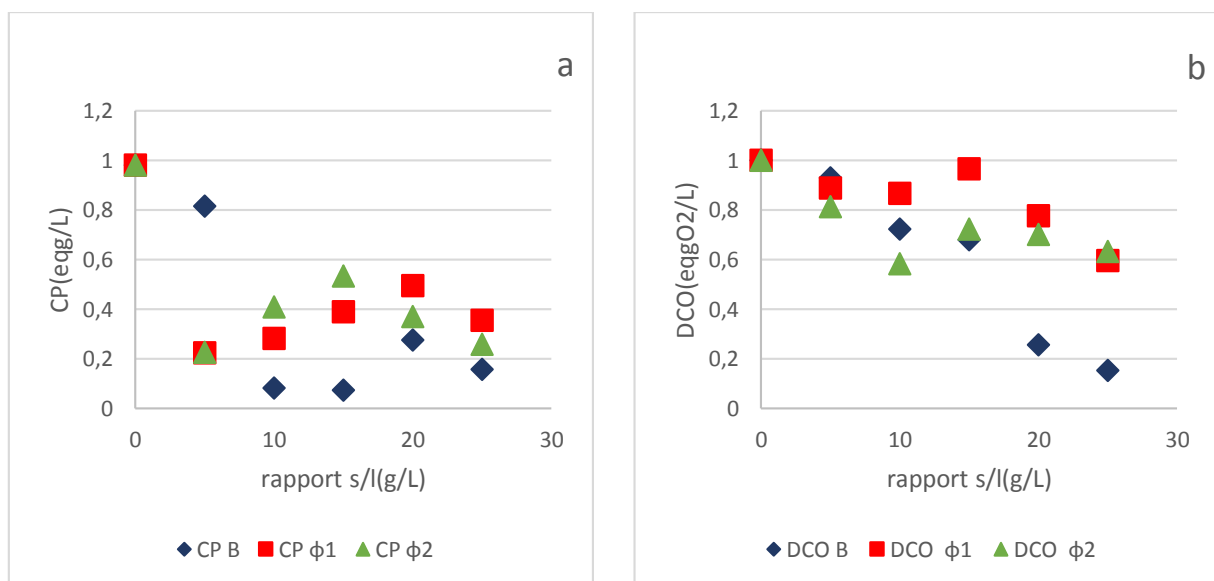 a
CP(eqg/L)
1,2
1
0,8
0,6
0,4
0,2
0
0 10 20 30
rapport s/l(g/L)
CP B CP ϕ1 CP ϕ2
b
DCO(eqgO2/L)
1,2
1
0,8
0,6
0,4
0,2
0
0 10 20 30
rapport s/l(g/L)
DCO B DCO ϕ1 DCO ϕ2